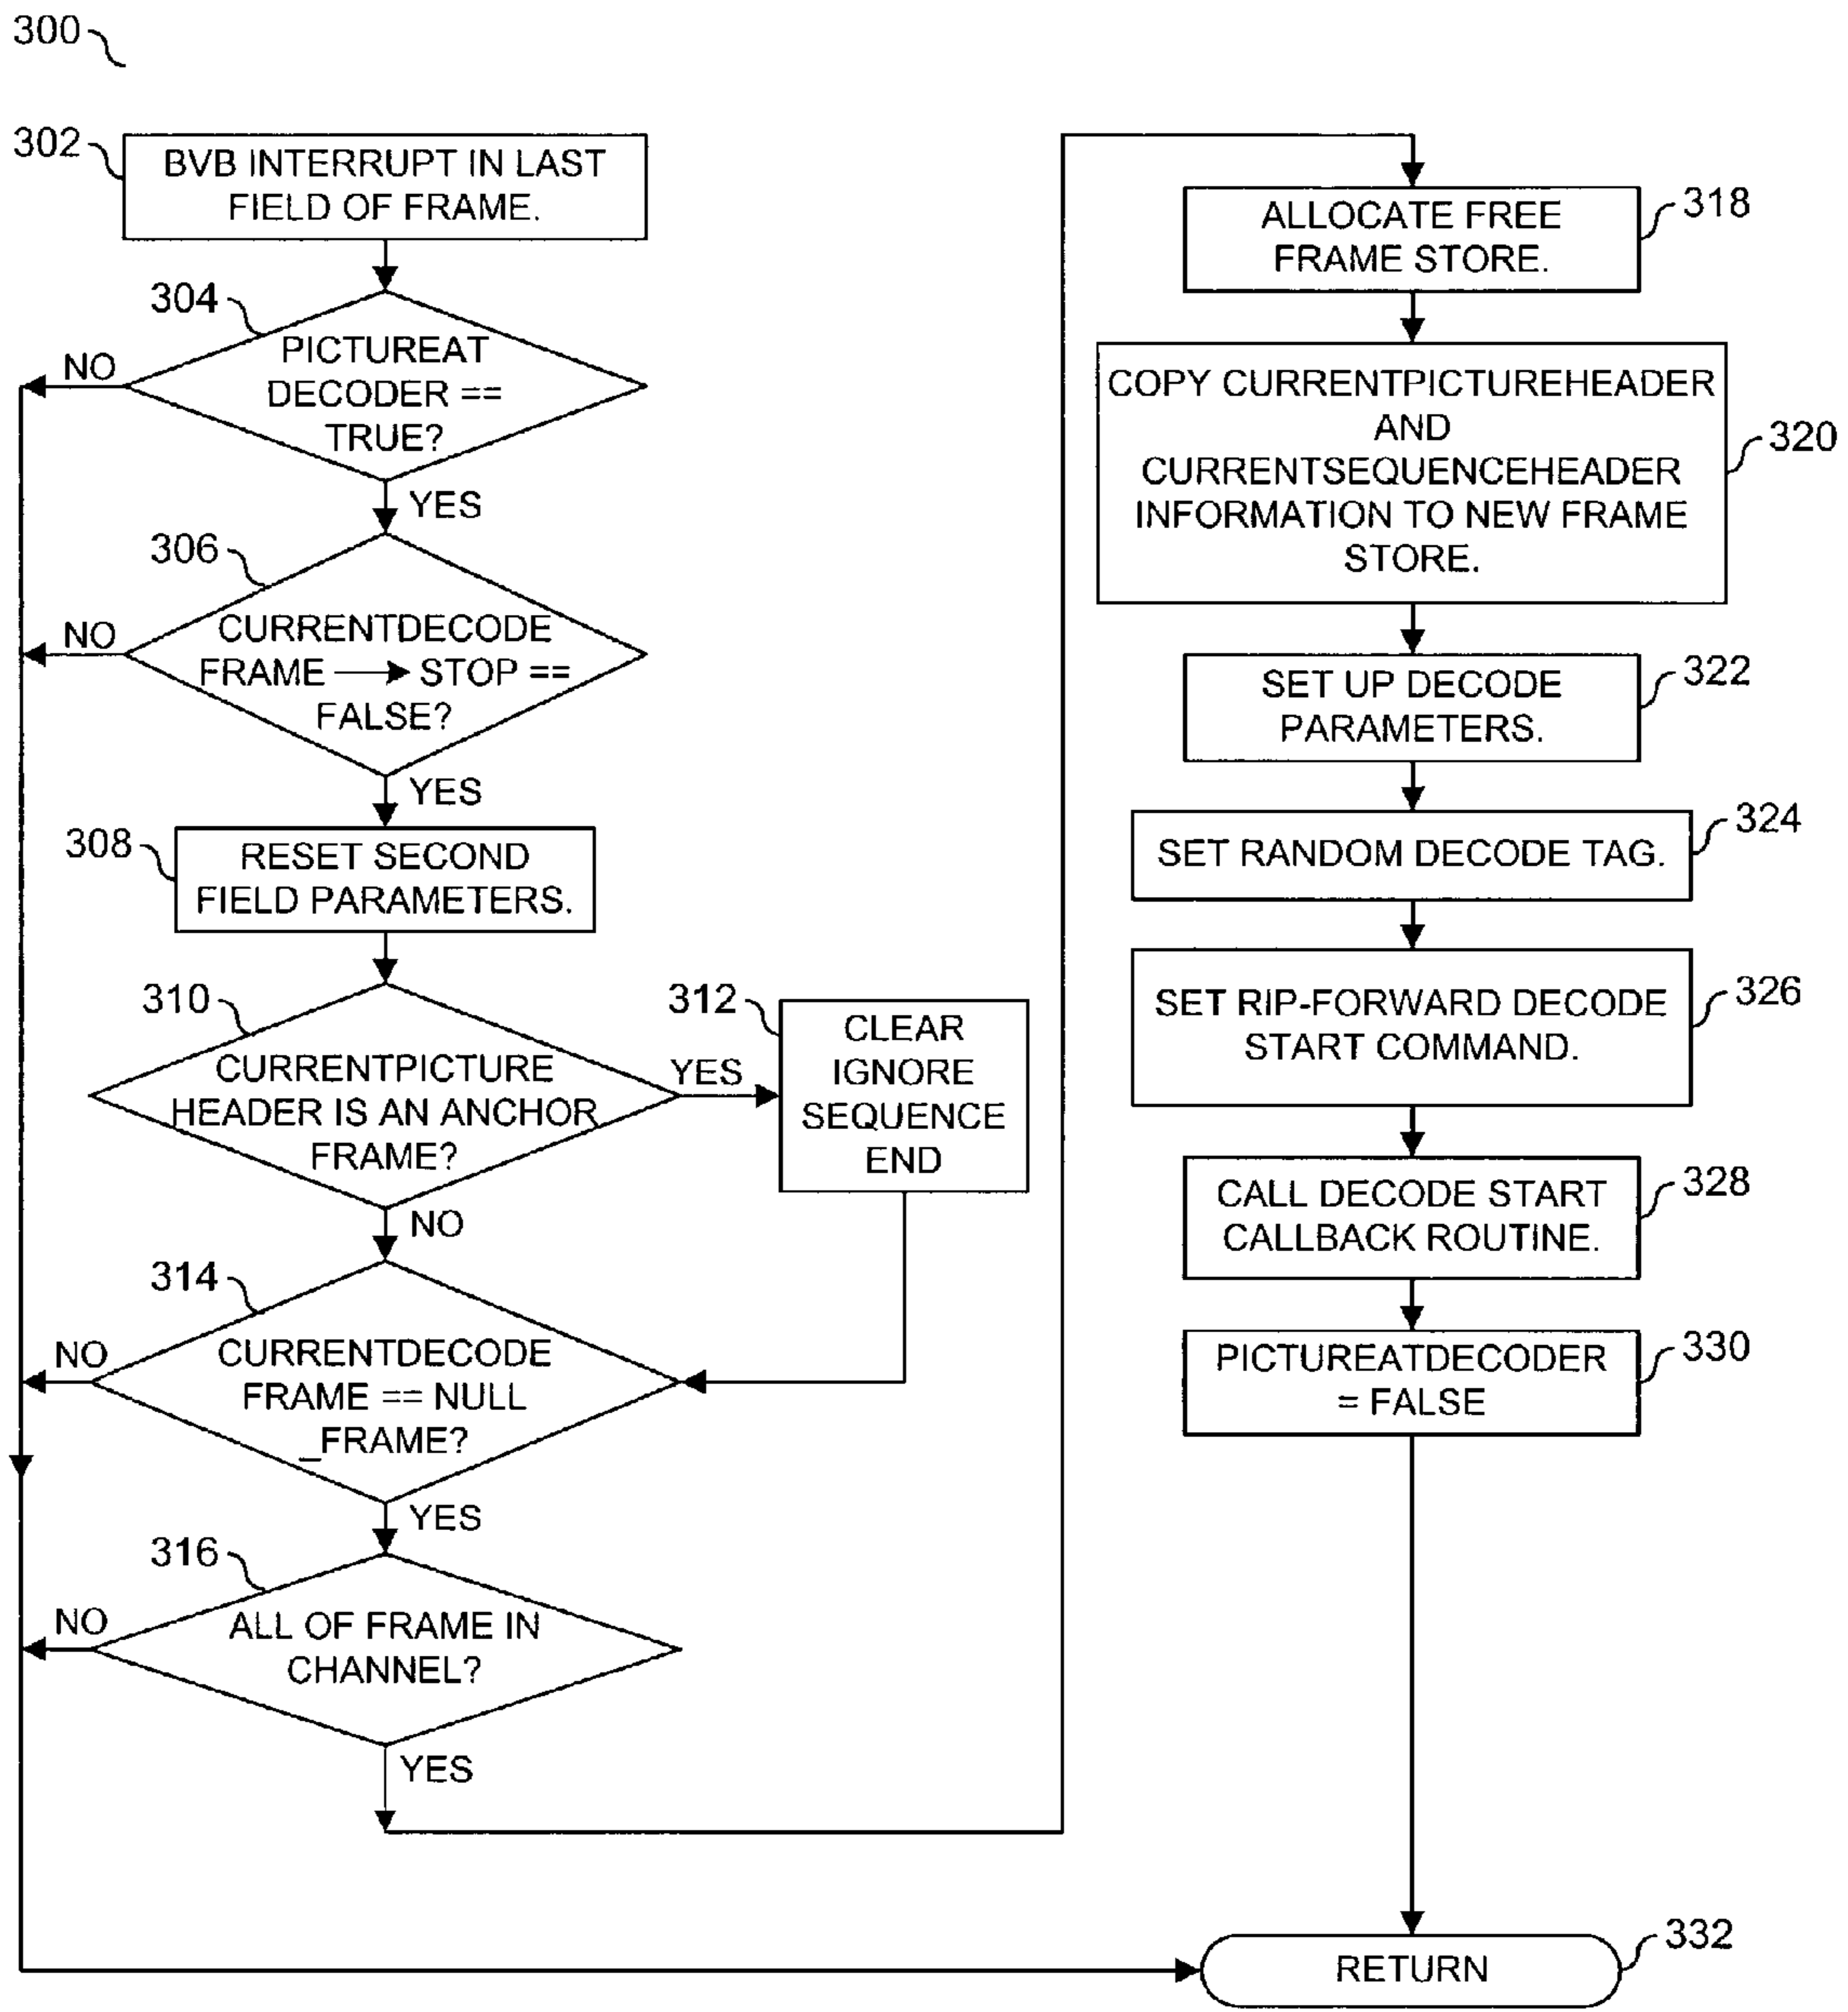 300
302
BVB INTERRUPT IN LAST
FIELD OF FRAME.
304
PICTUREAT
DECODER ==
TRUE?
NO
YES
306
CURRENTDECODE
FRAME → STOP ==
FALSE?
NO
YES
308
RESET SECOND
FIELD PARAMETERS.
310
CURRENTPICTURE
HEADER IS AN ANCHOR
FRAME?
YES
NO
312
CLEAR
IGNORE
SEQUENCE
END
314
CURRENTDECODE
FRAME == NULL
_FRAME?
NO
YES
316
ALL OF FRAME IN
CHANNEL?
NO
YES
318
ALLOCATE FREE
FRAME STORE.
320
COPY CURRENTPICTUREHEADER
AND
CURRENTSEQUENCEHEADER
INFORMATION TO NEW FRAME
STORE.
322
SET UP DECODE
PARAMETERS.
324
SET RANDOM DECODE TAG.
326
SET RIP-FORWARD DECODE
START COMMAND.
328
CALL DECODE START
CALLBACK ROUTINE.
330
PICTUREATDECODER
= FALSE
332
RETURN